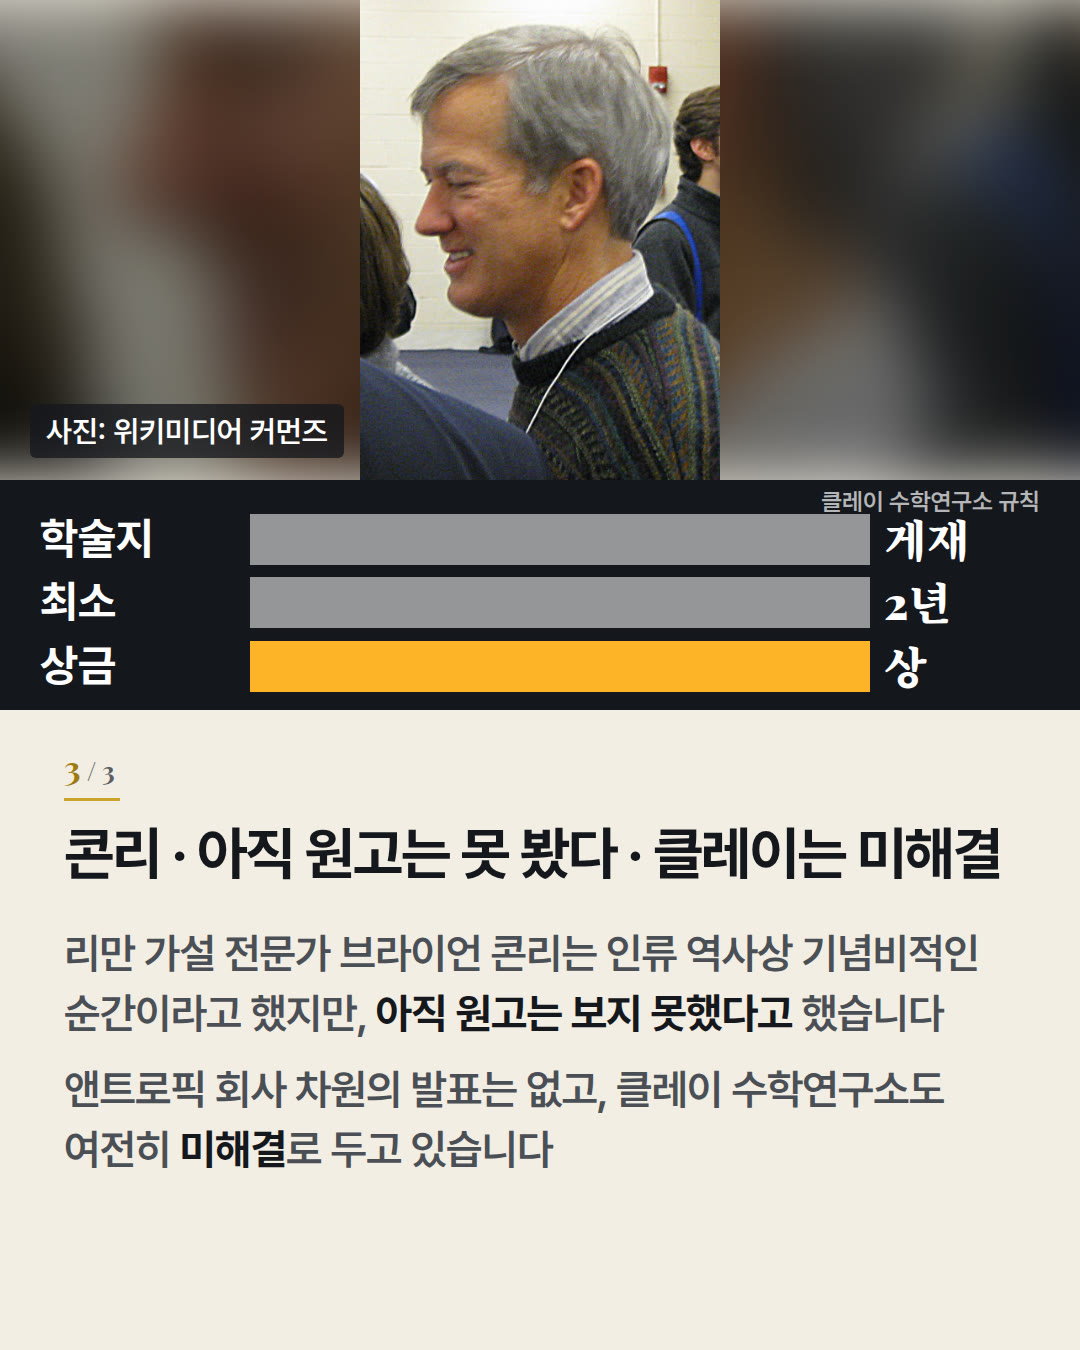 사진: 위키미디어 커먼즈
클레이 수학연구소 규칙
학술지 게재
최소 2년
상금 상
3 / 3
콘리 · 아직 원고는 못 봤다 · 클레이는 미해결
리만 가설 전문가 브라이언 콘리는 인류 역사상 기념비적인
순간이라고 했지만, 아직 원고는 보지 못했다고 했습니다
앤트로픽 회사 차원의 발표는 없고, 클레이 수학연구소도
여전히 미해결로 두고 있습니다